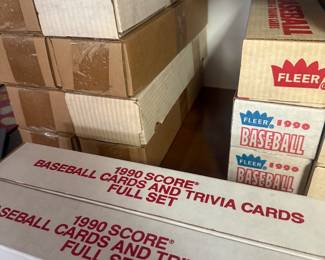 BASEBALL
FLEER
FLEER 1990
BASEBALL
FLEER 1990
BASEBALL
1990 SCORE®
BASEBALL CARDS AND TRIVIA CARDS
FULL SET
1990 SCORE®
BASEBALL CARDS AND TRIVIA CARDS
FULL SET